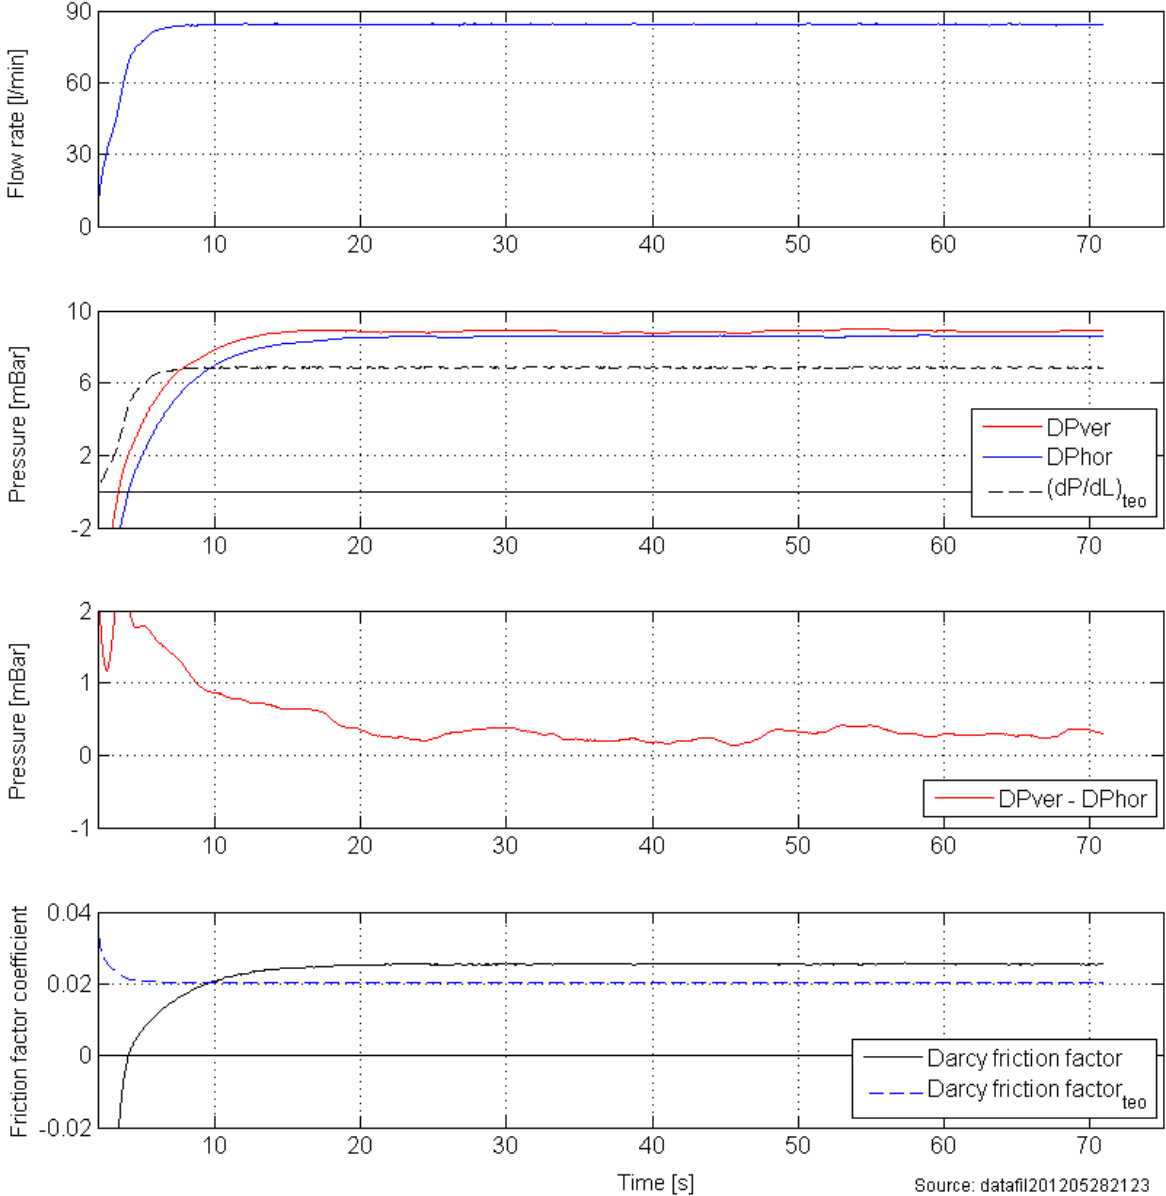 Flow rate [l/min]
90
60
30
0
10 20 30 40 50 60 70
Pressure [mBar]
10
6
2
-2
DPver
DPhor
(dP/dL)teo
10 20 30 40 50 60 70
Pressure [mBar]
2
1
0
-1
DPver - DPhor
10 20 30 40 50 60 70
Friction factor coefficient
0.04
0.02
0
-0.02
Darcy friction factor
Darcy friction factorteo
10 20 30 40 50 60 70
Time [s]
Source: datafil201205282123